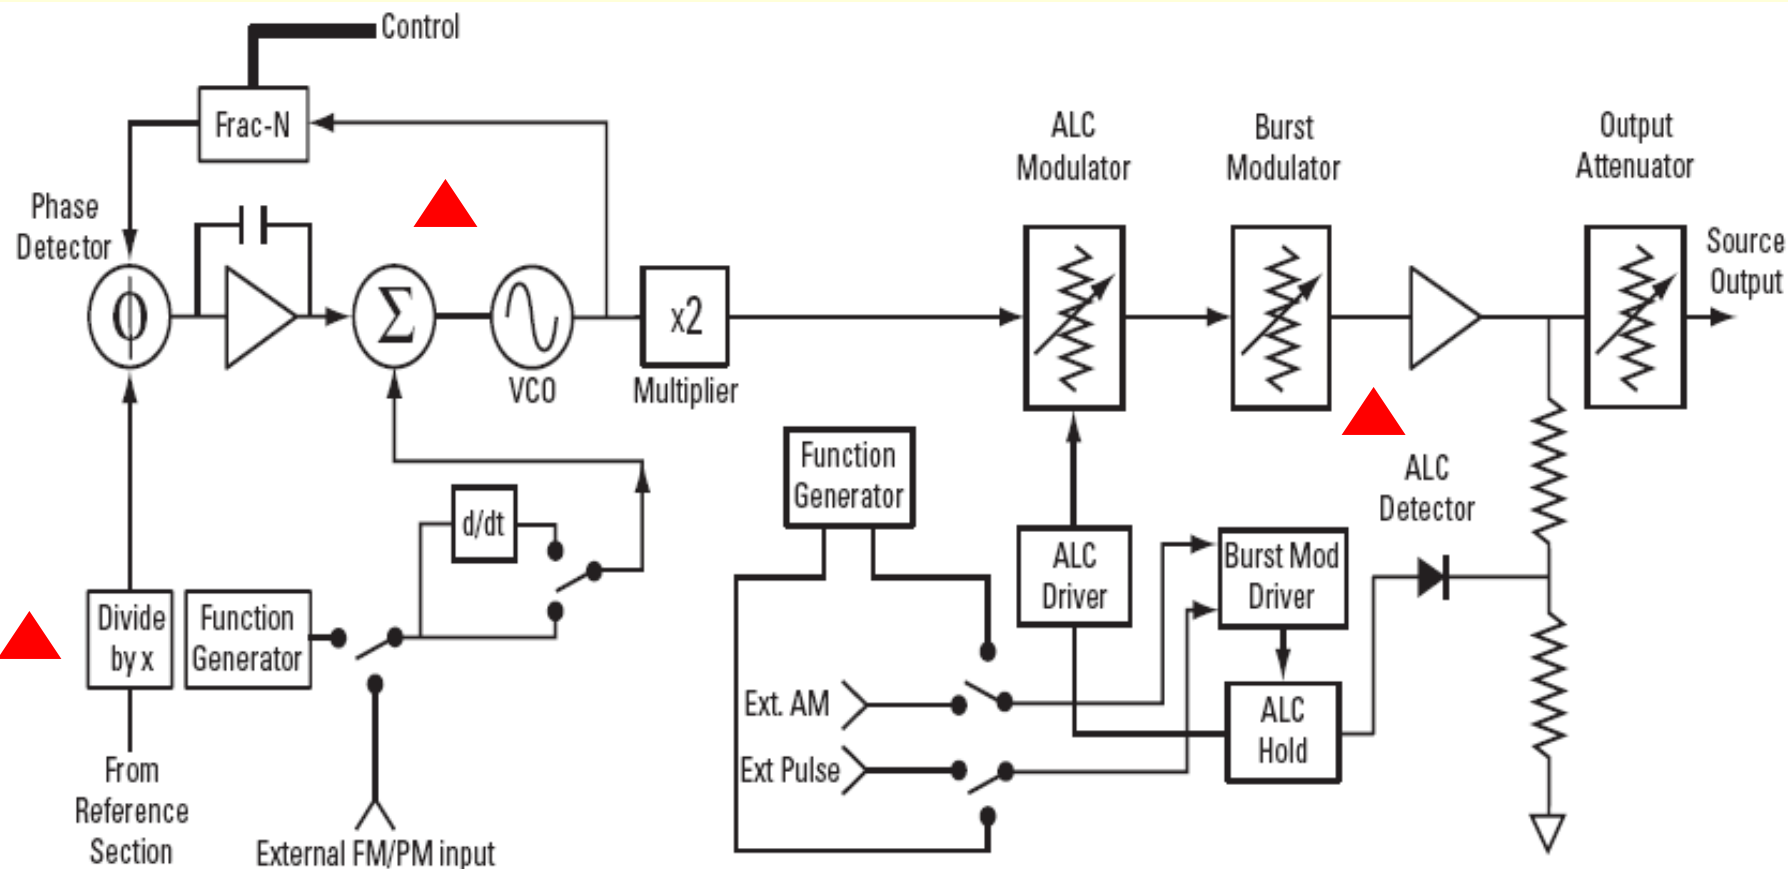 Control
Frac-N
ALC
Modulator
Burst
Modulator
Output
Attenuator
Phase
Detector
Source
Output
ϕ
Σ
x2
VCO
Multiplier
Function
Generator
ALC
Detector
d/dt
ALC
Driver
Burst Mod
Driver
Divide
by x
Function
Generator
Ext. AM
ALC
Hold
Ext Pulse
From
Reference
Section
External FM/PM input